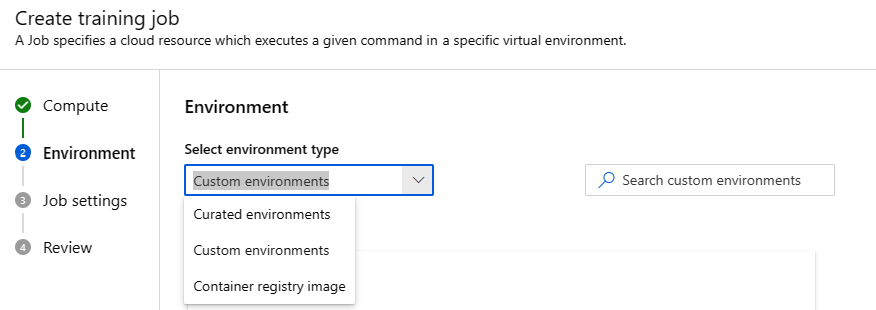 Create training job
A Job specifies a cloud resource which executes a given command in a specific virtual environment.
Compute
2 Environment
3 Job settings
4 Review
Environment
Select environment type
Custom environments
Search custom environments
Curated environments
Custom environments
Container registry image